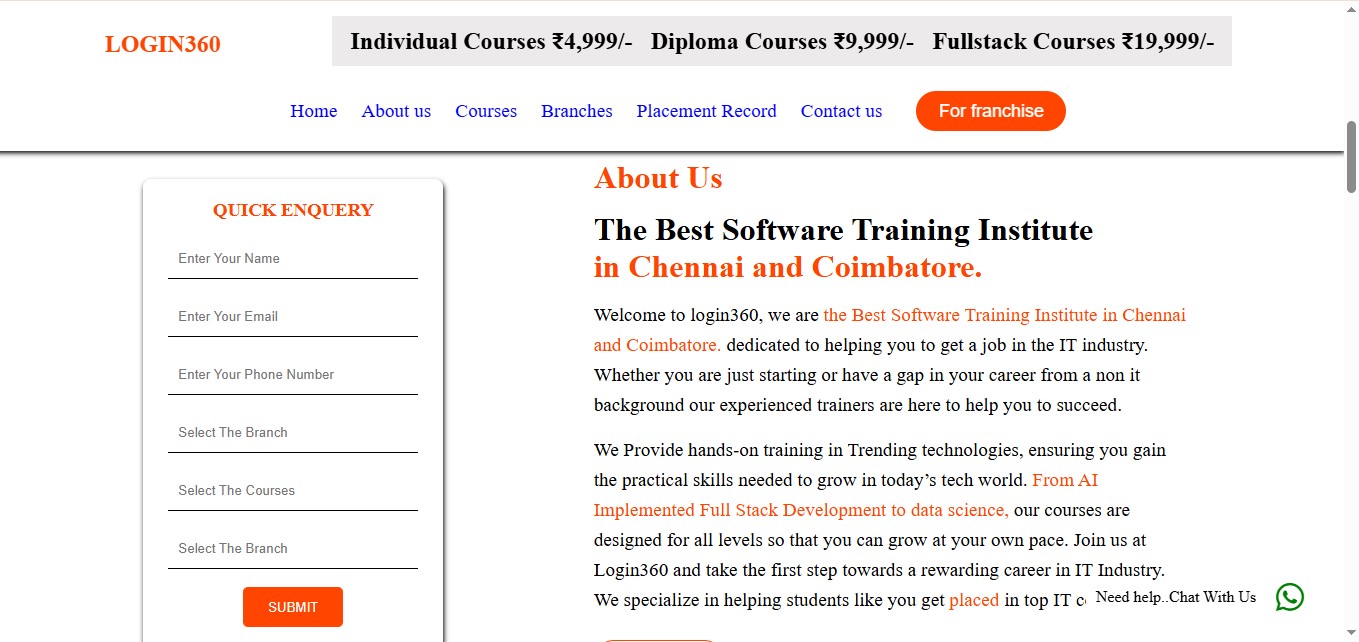 LOGIN360
Individual Courses ₹4,999/- Diploma Courses ₹9,999/- Fullstack Courses ₹19,999/-
Home About us Courses Branches Placement Record Contact us For franchise
QUICK ENQUERY
Enter Your Name
Enter Your Email
Enter Your Phone Number
Select The Branch
Select The Courses
Select The Branch
SUBMIT
About Us
The Best Software Training Institute
in Chennai and Coimbatore.
Welcome to login360, we are the Best Software Training Institute in Chennai
and Coimbatore. dedicated to helping you to get a job in the IT industry.
Whether you are just starting or have a gap in your career from a non it
background our experienced trainers are here to help you to succeed.
We Provide hands-on training in Trending technologies, ensuring you gain
the practical skills needed to grow in today’s tech world. From AI
Implemented Full Stack Development to data science, our courses are
designed for all levels so that you can grow at your own pace. Join us at
Login360 and take the first step towards a rewarding career in IT Industry.
We specialize in helping students like you get placed in top IT
Need help..Chat With Us